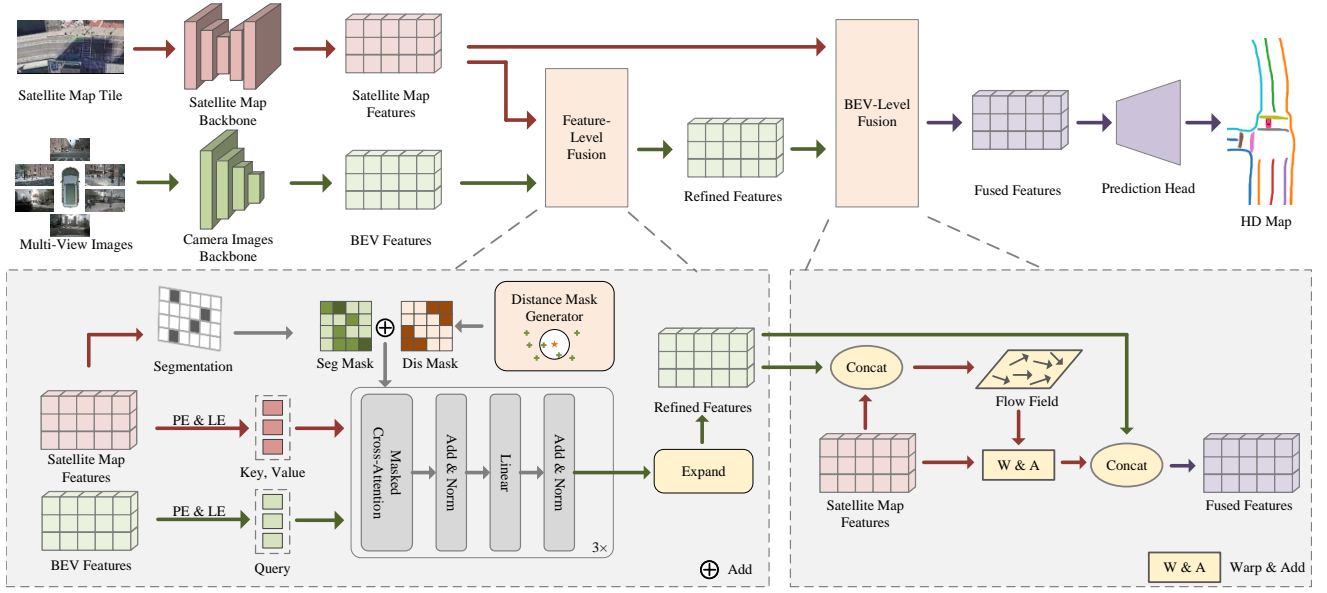 Satellite Map Tile
Satellite Map
Backbone
Satellite Map
Features
Feature-
Level
Fusion
BEV-Level
Fusion
Refined Features
Fused Features
Prediction Head
HD Map
Multi-View Images
Camera Images
Backbone
BEV Features
Segmentation
Seg Mask
Dis Mask
Distance Mask
Generator
Satellite Map
Features
PE & LE
Key, Value
BEV Features
PE & LE
Query
Masked
Cross-Attention
Add & Norm
Linear
Add & Norm
3×
Expand
Refined Features
Add
Concat
Flow Field
Satellite Map
Features
W & A
Concat
Fused Features
W & A
Warp & Add